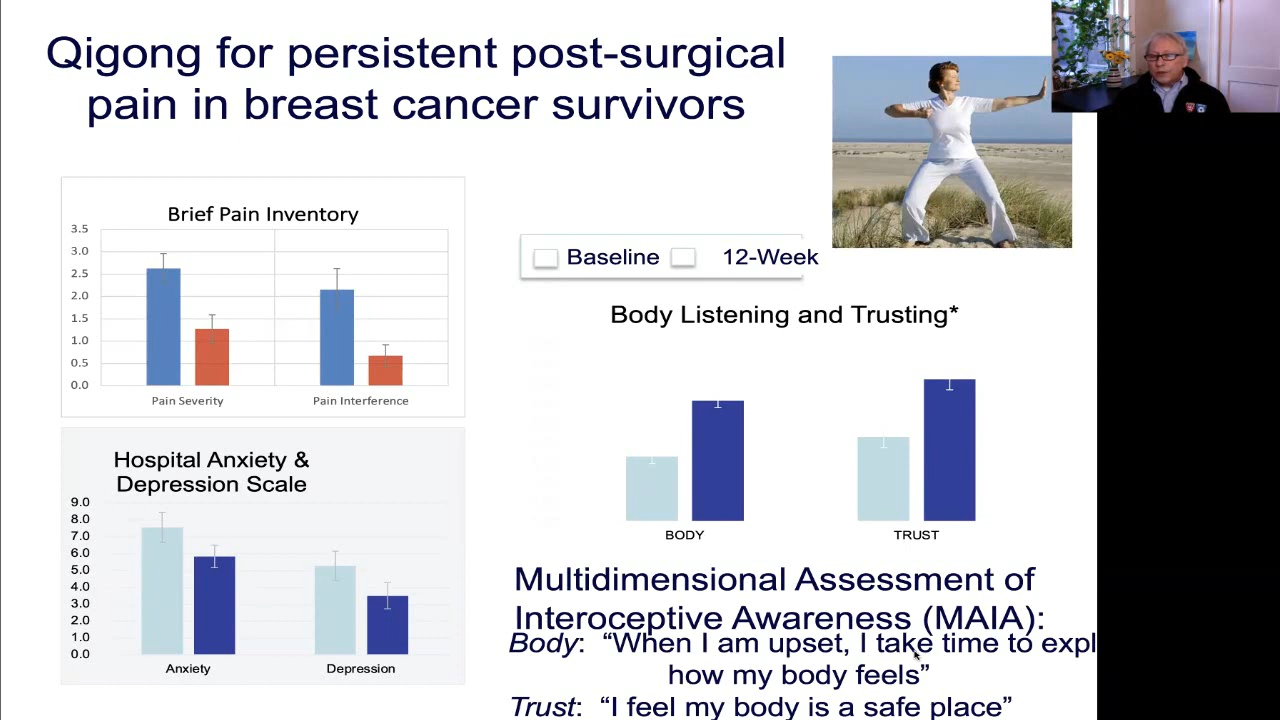 Qigong for persistent post-surgical
pain in breast cancer survivors
Brief Pain Inventory
3.5
3.0
2.5
2.0
1.5
1.0
0.5
0.0
Pain Severity
Pain Interference
Hospital Anxiety &
Depression Scale
9.0
8.0
7.0
6.0
5.0
4.0
3.0
2.0
1.0
0.0
Anxiety
Depression
Baseline
12-Week
Body Listening and Trusting*
BODY
TRUST
Multidimensional Assessment of
Interoceptive Awareness (MAIA):
Body: “When I am upset, I take time to expl
how my body feels”
Trust: “I feel my body is a safe place”